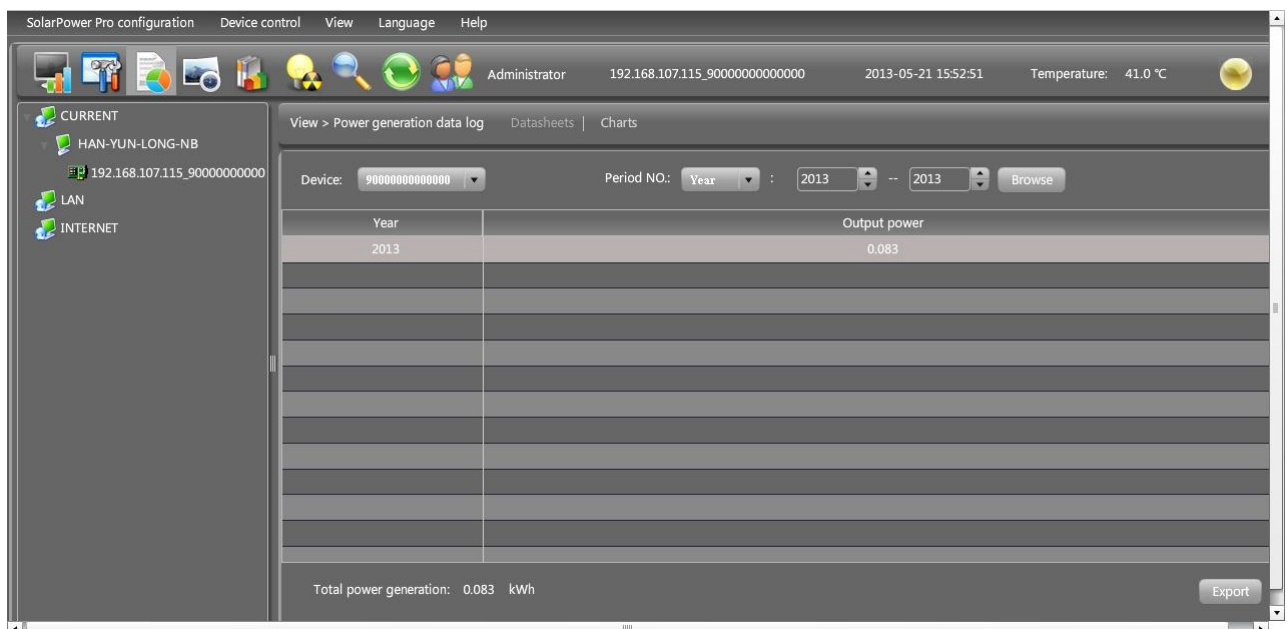 SolarPower Pro configuration Device control View Language Help
Administrator 192.168.107.115_90000000000000 2013-05-21 15:52:51 Temperature: 41.0 ℃
CURRENT
HAN-YUN-LONG-NB
192.168.107.115_90000000000
LAN
INTERNET
View > Power generation data log Datasheets | Charts
Device: 90000000000000 Period NO.: Year : 2013 -- 2013 Browse
Year Output power
2013 0.083
Total power generation: 0.083 kWh
Export